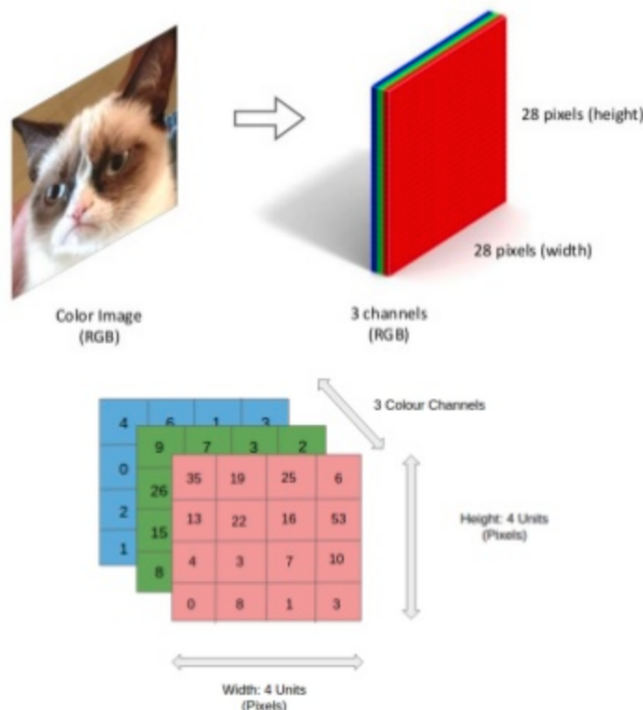 28 pixels (height)
28 pixels (width)
Color Image
(RGB)
3 channels
(RGB)
3 Colour Channels
4 6 1 3
9 7 3 2
0
35 19 25 6
26
13 22 16 53
2
15
4 3 7 10
1
8
0 8 1 3
Height: 4 Units
(Pixels)
Width: 4 Units
(Pixels)